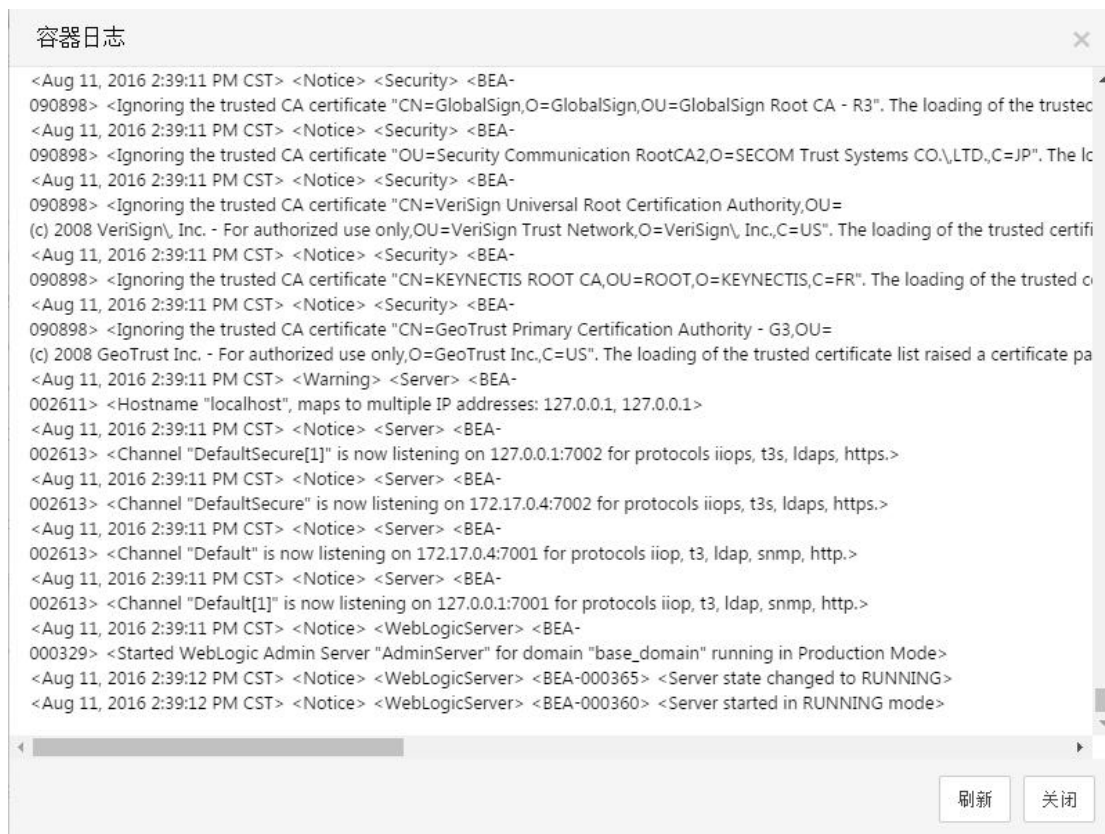 容器日志
<Aug 11, 2016 2:39:11 PM CST> <Notice> <Security> <BEA-
090898> <Ignoring the trusted CA certificate "CN=GlobalSign,O=GlobalSign,OU=GlobalSign Root CA - R3". The loading of the trusted
<Aug 11, 2016 2:39:11 PM CST> <Notice> <Security> <BEA-
090898> <Ignoring the trusted CA certificate "OU=Security Communication RootCA2,O=SECOM Trust Systems CO.\,LTD.,C=JP". The
<Aug 11, 2016 2:39:11 PM CST> <Notice> <Security> <BEA-
090898> <Ignoring the trusted CA certificate "CN=VeriSign Universal Root Certification Authority,OU=
(c) 2008 VeriSign\, Inc. - For authorized use only,OU=VeriSign Trust Network,O=VeriSign\, Inc.,C=US". The loading of the trusted certifi
<Aug 11, 2016 2:39:11 PM CST> <Notice> <Security> <BEA-
090898> <Ignoring the trusted CA certificate "CN=KEYNECTIS ROOT CA,OU=ROOT,O=KEYNECTIS,C=FR". The loading of the trusted
<Aug 11, 2016 2:39:11 PM CST> <Notice> <Security> <BEA-
090898> <Ignoring the trusted CA certificate "CN=GeoTrust Primary Certification Authority - G3,OU=
(c) 2008 GeoTrust Inc. - For authorized use only,O=GeoTrust Inc.,C=US". The loading of the trusted certificate list raised a certificate pa
<Aug 11, 2016 2:39:11 PM CST> <Warning> <Server> <BEA-
002611> <Hostname "localhost", maps to multiple IP addresses: 127.0.0.1, 127.0.0.1>
<Aug 11, 2016 2:39:11 PM CST> <Notice> <Server> <BEA-
002613> <Channel "DefaultSecure[1]" is now listening on 127.0.0.1:7002 for protocols iiops, t3s, ldaps, https.>
<Aug 11, 2016 2:39:11 PM CST> <Notice> <Server> <BEA-
002613> <Channel "DefaultSecure" is now listening on 172.17.0.4:7002 for protocols iiops, t3s, ldaps, https.>
<Aug 11, 2016 2:39:11 PM CST> <Notice> <Server> <BEA-
002613> <Channel "Default" is now listening on 172.17.0.4:7001 for protocols iiop, t3, ldap, snmp, http.>
<Aug 11, 2016 2:39:11 PM CST> <Notice> <Server> <BEA-
002613> <Channel "Default[1]" is now listening on 127.0.0.1:7001 for protocols iiop, t3, ldap, snmp, http.>
<Aug 11, 2016 2:39:11 PM CST> <Notice> <WebLogicServer> <BEA-
000329> <Started WebLogic Admin Server "AdminServer" for domain "base_domain" running in Production Mode>
<Aug 11, 2016 2:39:12 PM CST> <Notice> <WebLogicServer> <BEA-000365> <Server state changed to RUNNING>
<Aug 11, 2016 2:39:12 PM CST> <Notice> <WebLogicServer> <BEA-000360> <Server started in RUNNING mode>
刷新 关闭